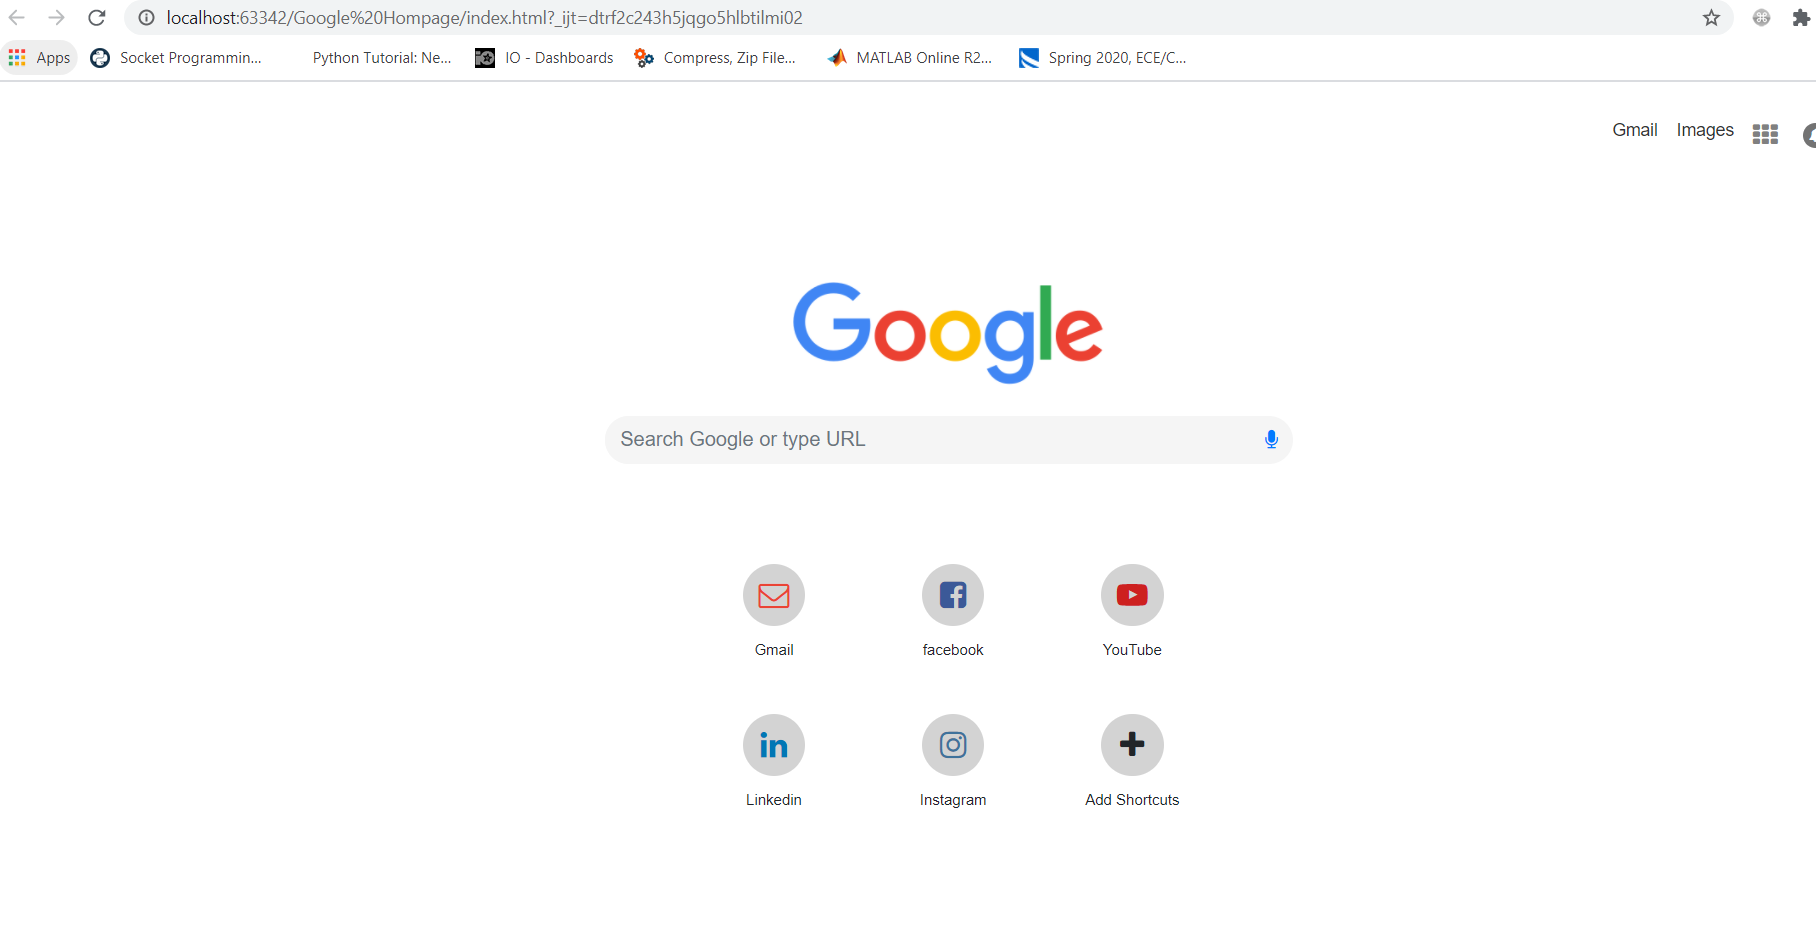 localhost:63342/Google%20Hompage/index.html?_ijt=dtrf2c243h5jqgo5hlbtilmi02
Apps Socket Programmin... Python Tutorial: Ne... IO - Dashboards Compress, Zip File... MATLAB Online R2... Spring 2020, ECE/C...
Gmail Images
Google
Search Google or type URL
Gmail facebook YouTube
Linkedin Instagram Add Shortcuts